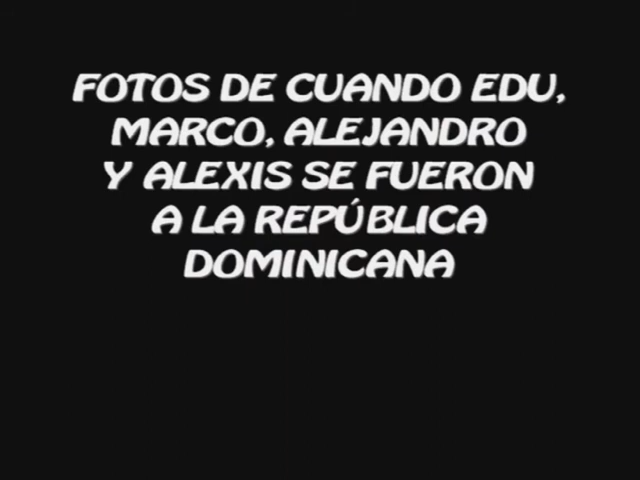 FOTOS DE CUANDO EDU,
MARCO, ALEJANDRO
Y ALEXIS SE FUERON
A LA REPÚBLICA
DOMINICANA